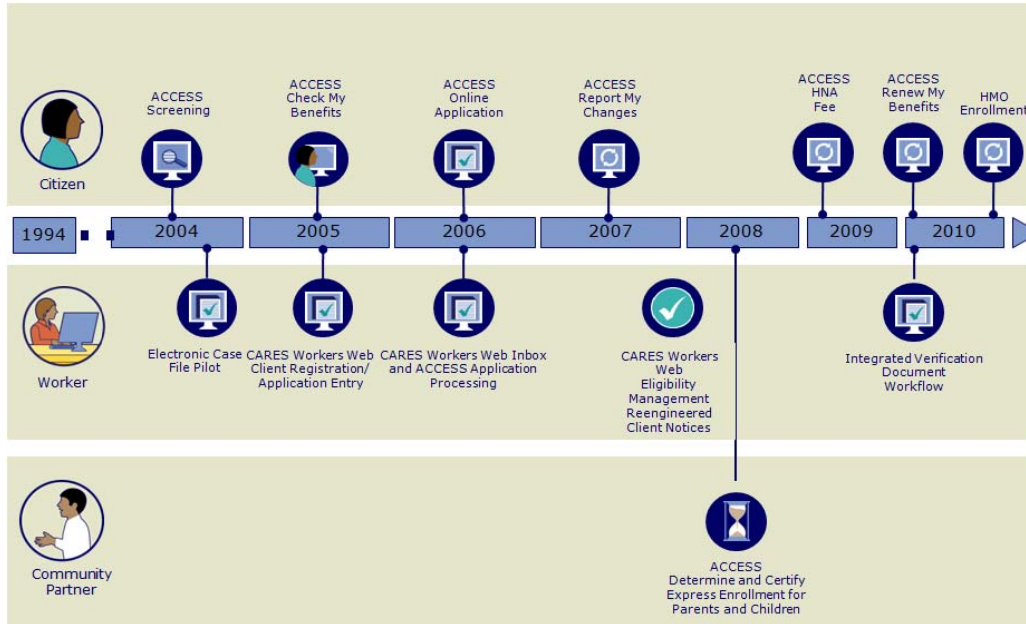 ACCESS
Screening
ACCESS
Check My
Benefits
ACCESS
Online
Application
ACCESS
Report My
Changes
ACCESS
HNA
Fee
ACCESS
Renew My
Benefits
HMO
Enrollment
Citizen
1994
2004
2005
2006
2007
2008
2009
2010
Worker
Electronic Case
File Pilot
CARES Workers Web
Client Registration/
Application Entry
CARES Workers Web Inbox
and ACCESS Application
Processing
CARES Workers
Web
Eligibility
Management
Reengineered
Client Notices
Integrated Verification
Document
Workflow
Community
Partner
ACCESS
Determine and Certify
Express Enrollment for
Parents and Children